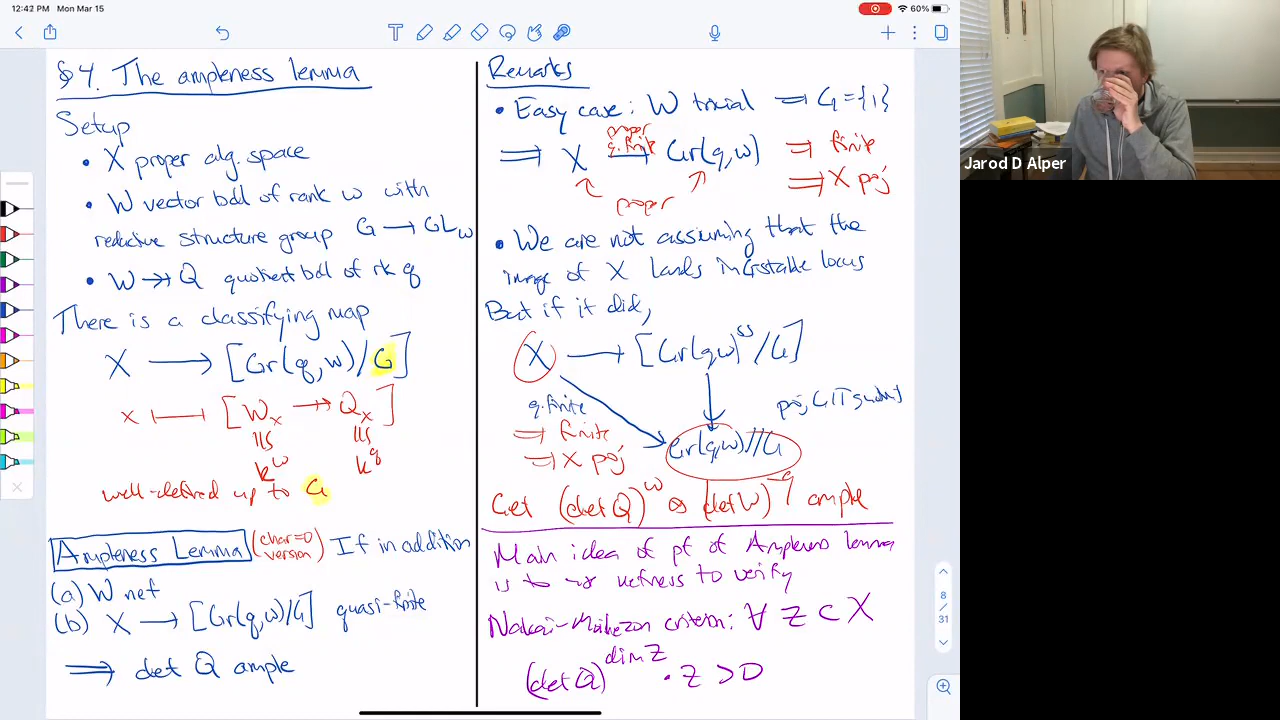 12:42 PM Mon Mar 15
60%
§4. The ampleness lemma
Setup
• X proper alg. space
• W vector bdl of rank w with
reductive structure group G → GL_w
• W ↠ Q quotient bdl of rk q
There is a classifying map
X → [Gr(q,w)/G]
x ↦ [W_x ↠ Q_x]
k^w k^q
well-defined up to G
Ampleness Lemma (char=0 version) If in addition
(a) W nef
(b) X → [Gr(q,w)/G] quasi-finite
⟹ det Q ample
Remarks
• Easy case: W trivial ⟹ G={1}
⟹ X → Gr(q,w) ⟹ finite
proper
q. finite
⟹ X proj
proper
• We are not assuming that the
image of X lands in Gstable locus
But if it did,
X → [Gr(q,w)^ss/G]
q. finite
⟹ finite
⟹ X proj
Gr(q,w)//G
proj GIT quotient
Get (det Q)^w ⊗ (det W)^-q ample
Main idea of pf of Ampleness lemma
is to use nefness to verify
Nakai-Moishezon criterion: ∀ Z ⊂ X
(det Q)^dim Z · Z > 0
Jarod D Alper
8
/
31